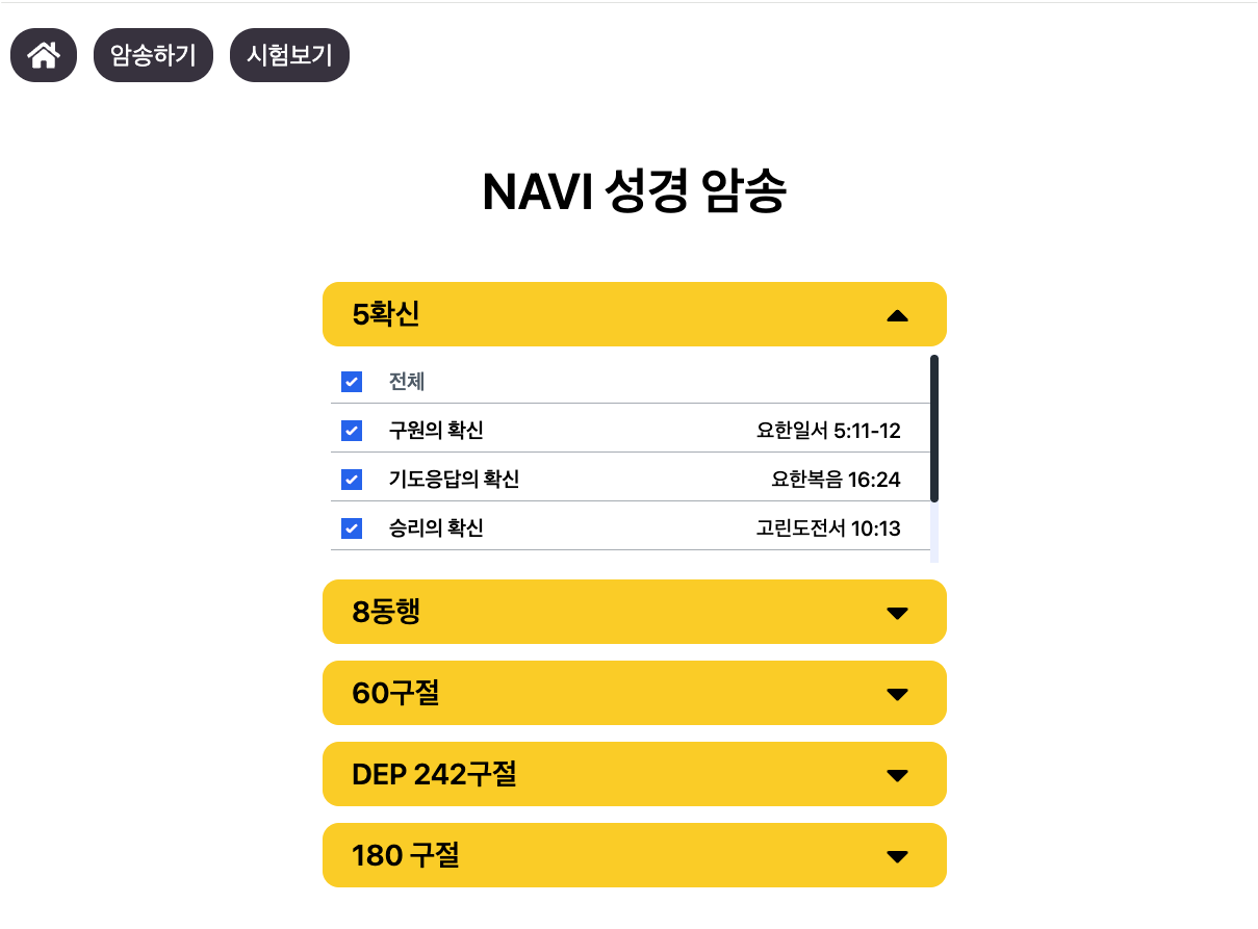 암송하기 시험보기
NAVI 성경 암송
5확신
전체
구원의 확신 요한일서 5:11-12
기도응답의 확신 요한복음 16:24
승리의 확신 고린도전서 10:13
8동행
60구절
DEP 242구절
180 구절